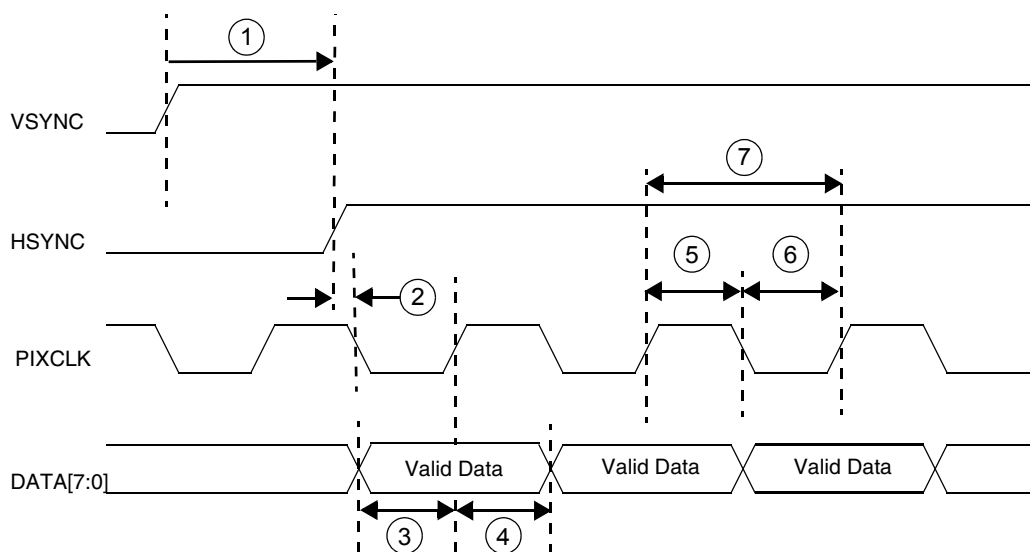 1
VSYNC
7
HSYNC
5
6
2
PIXCLK
DATA[7:0]
Valid Data
Valid Data
Valid Data
3
4